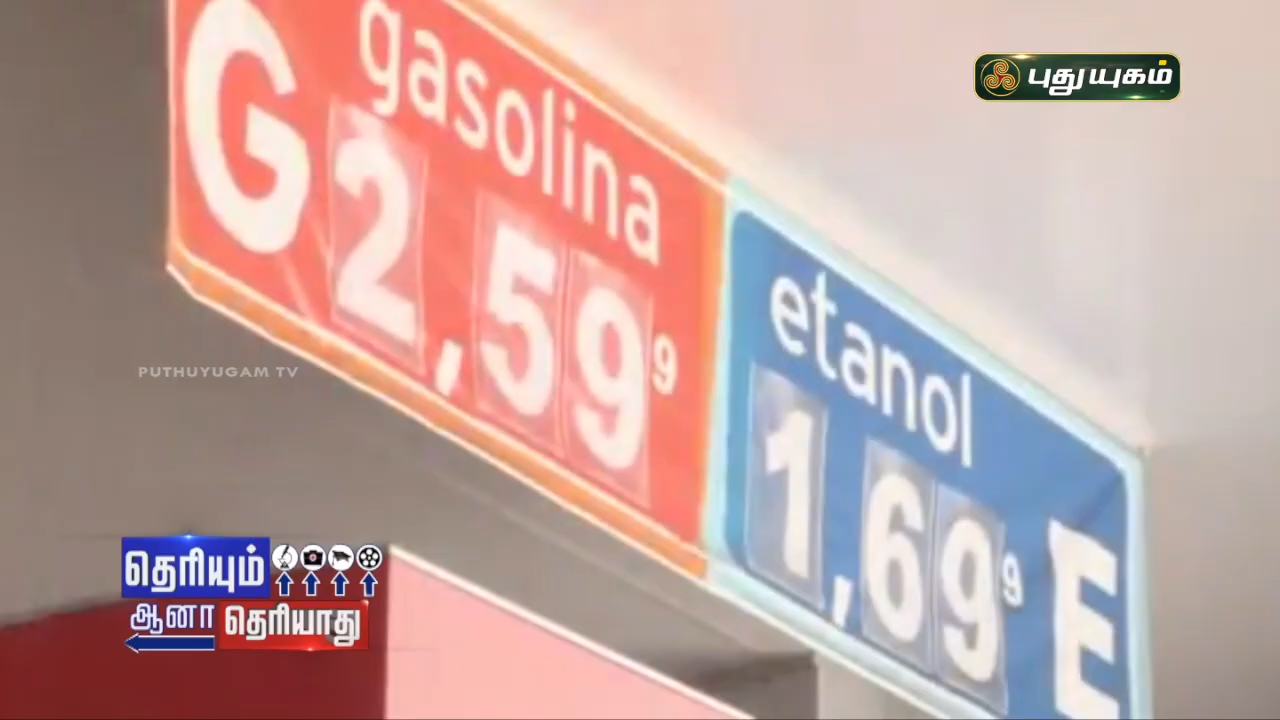 புதுயுகம்
G
gasolina
2,59 9
etanol
1,69 9
E
PUTHUYUGAM TV
தெரியும்
ஆனா தெரியாது